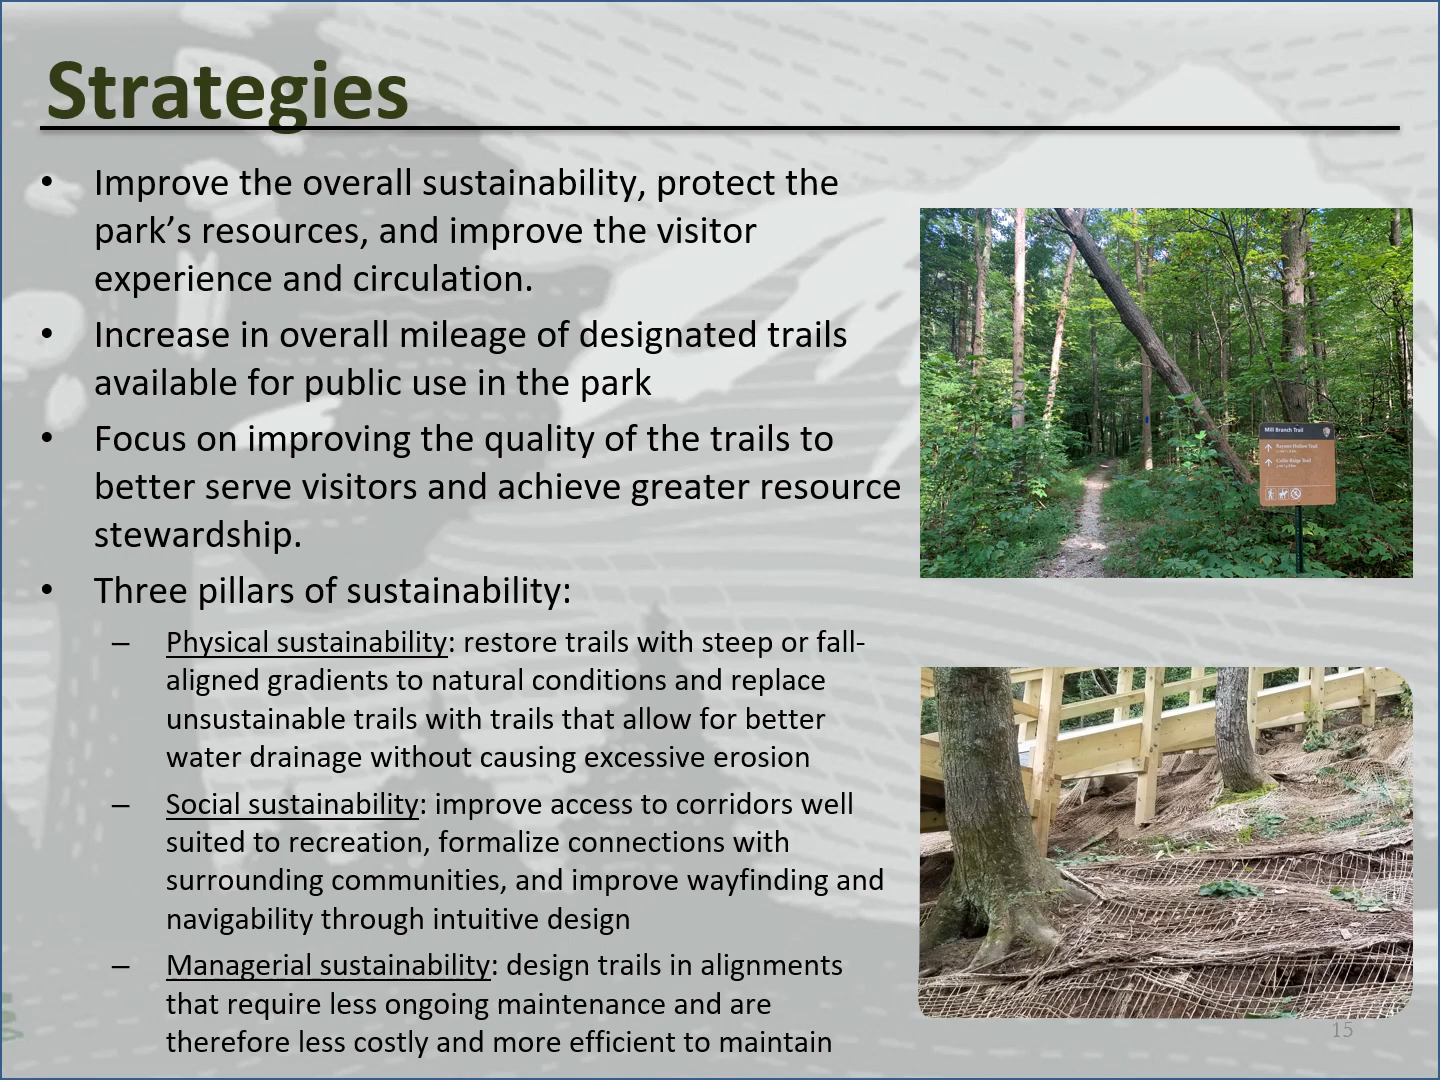 Strategies
• Improve the overall sustainability, protect the
park’s resources, and improve the visitor
experience and circulation.
• Increase in overall mileage of designated trails
available for public use in the park
• Focus on improving the quality of the trails to
better serve visitors and achieve greater resource
stewardship.
• Three pillars of sustainability:
– Physical sustainability: restore trails with steep or fall-
aligned gradients to natural conditions and replace
unsustainable trails with trails that allow for better
water drainage without causing excessive erosion
– Social sustainability: improve access to corridors well
suited to recreation, formalize connections with
surrounding communities, and improve wayfinding and
navigability through intuitive design
– Managerial sustainability: design trails in alignments
that require less ongoing maintenance and are
therefore less costly and more efficient to maintain
Mill Branch Trail
Raymer Hollow Trail
Collie Ridge Trail
15